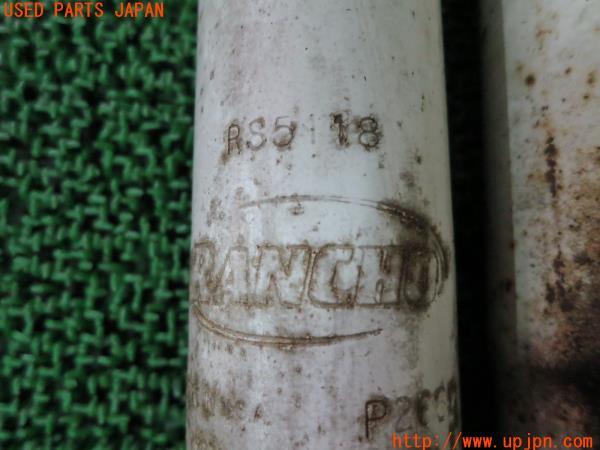 USED PARTS JAPAN
RS5118
RANCHO
http://www.upjpn.com/